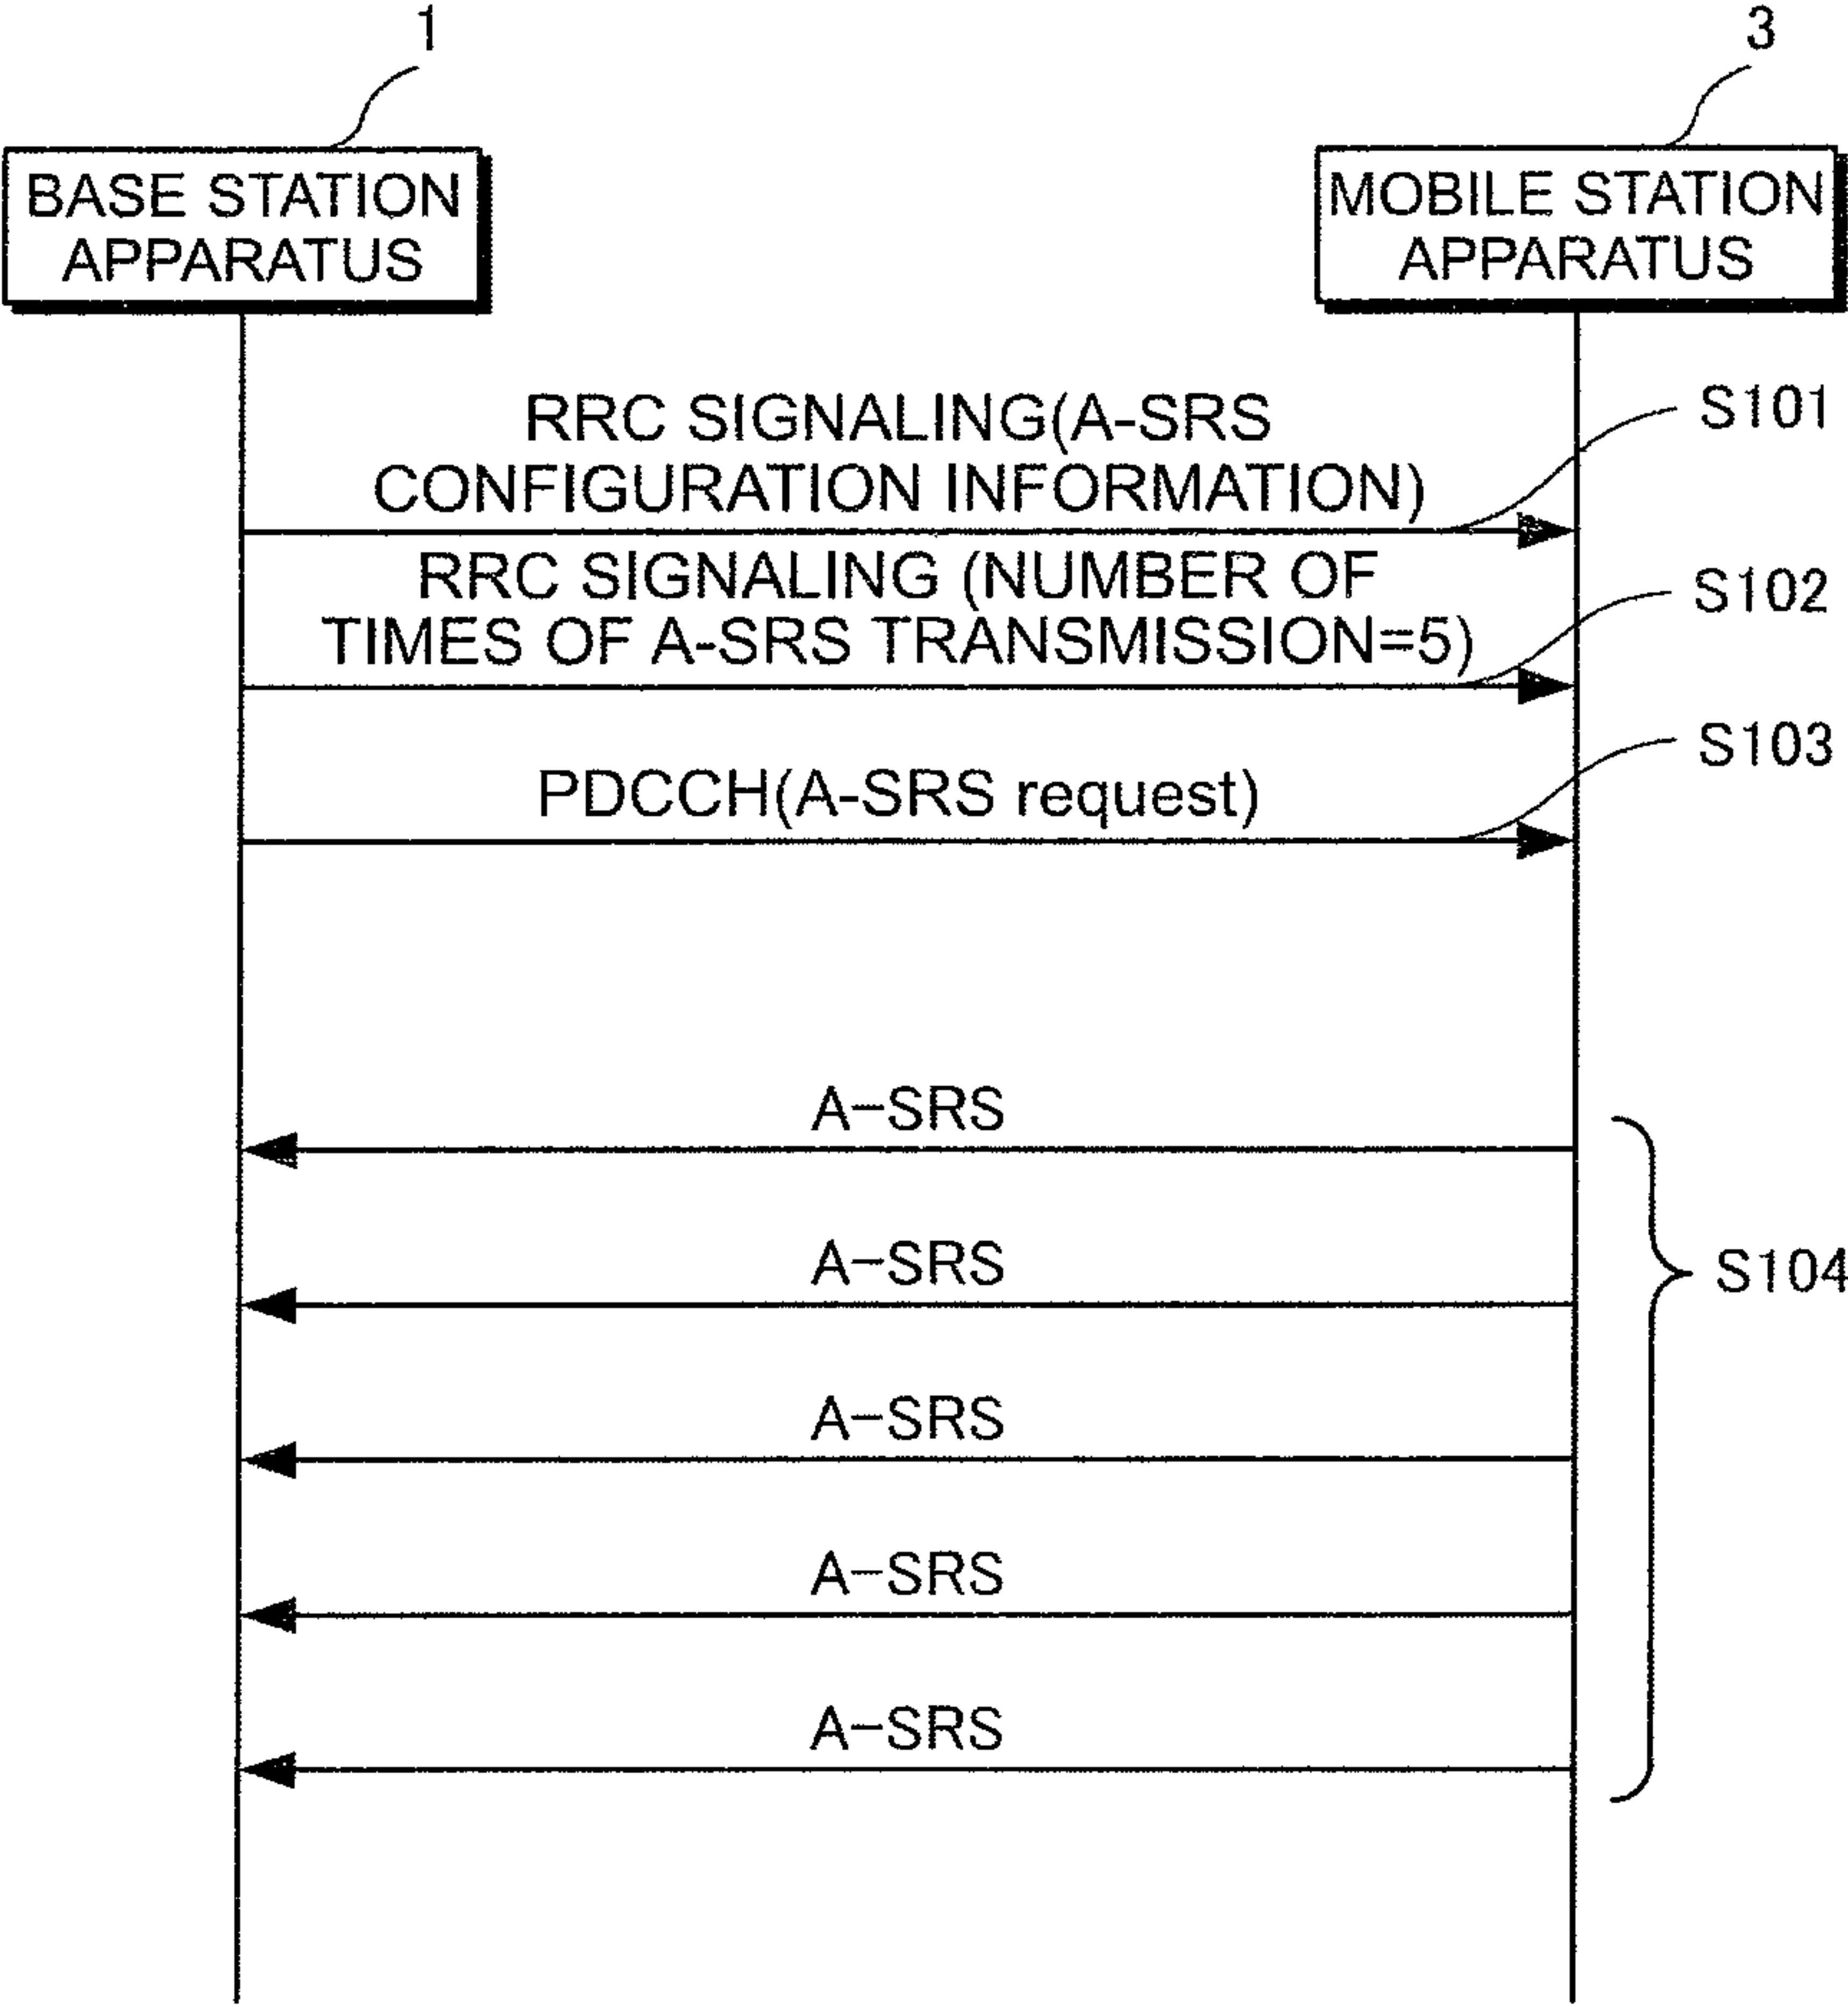 1
3
BASE STATION
APPARATUS
MOBILE STATION
APPARATUS
RRC SIGNALING(A-SRS
CONFIGURATION INFORMATION)
S101
RRC SIGNALING (NUMBER OF
TIMES OF A-SRS TRANSMISSION=5)
S102
PDCCH(A-SRS request)
S103
A-SRS
A-SRS
S104
A-SRS
A-SRS
A-SRS